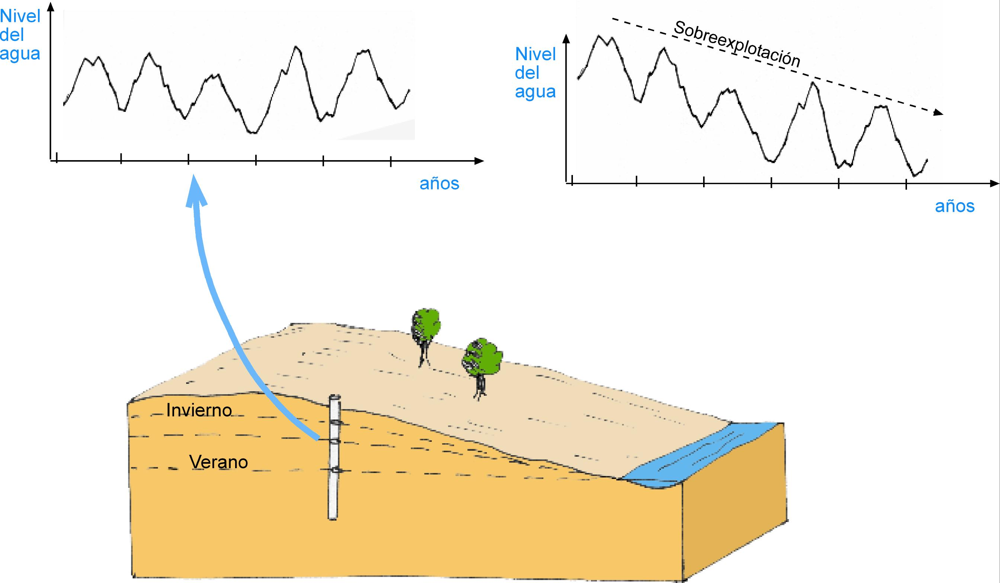 Nivel
del
agua
años
Nivel
del
agua
Sobreexplotación
años
Invierno
Verano